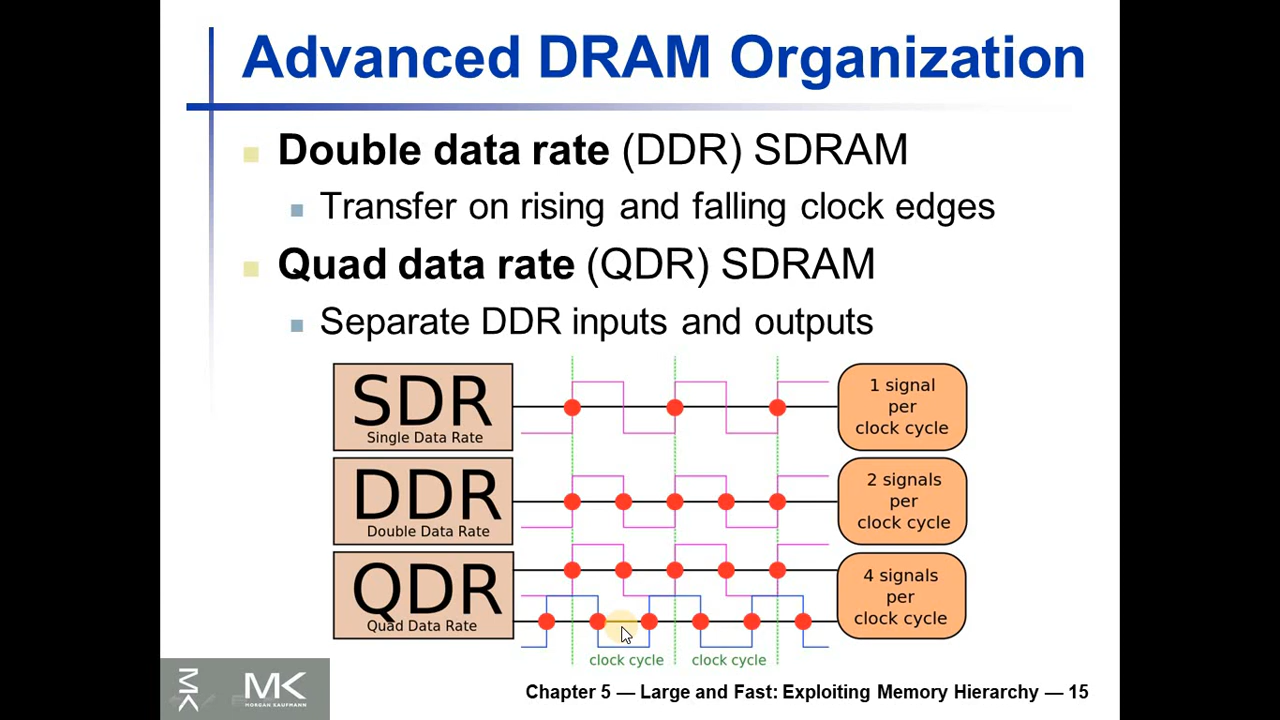 Advanced DRAM Organization
Double data rate (DDR) SDRAM
Transfer on rising and falling clock edges
Quad data rate (QDR) SDRAM
Separate DDR inputs and outputs
SDR
Single Data Rate
1 signal
per
clock cycle
DDR
Double Data Rate
2 signals
per
clock cycle
QDR
Quad Data Rate
4 signals
per
clock cycle
clock cycle clock cycle
MK
MK
MORGAN KAUFMANN
Chapter 5 — Large and Fast: Exploiting Memory Hierarchy — 15